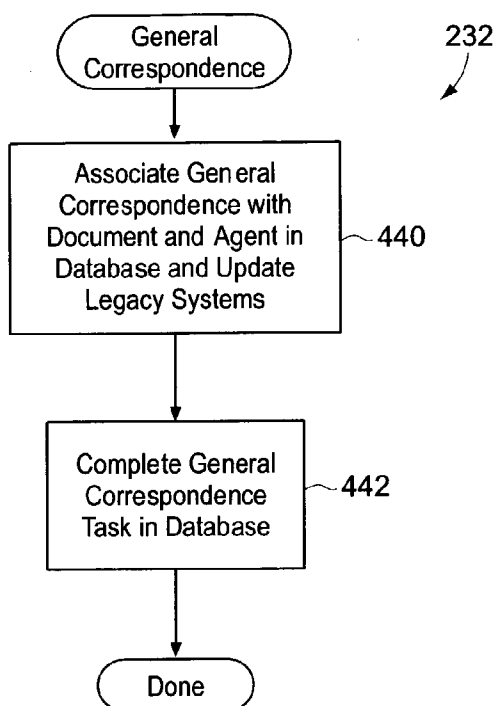 General
Correspondence
232
Associate General
Correspondence with
Document and Agent in
Database and Update
Legacy Systems
440
Complete General
Correspondence
Task in Database
442
Done